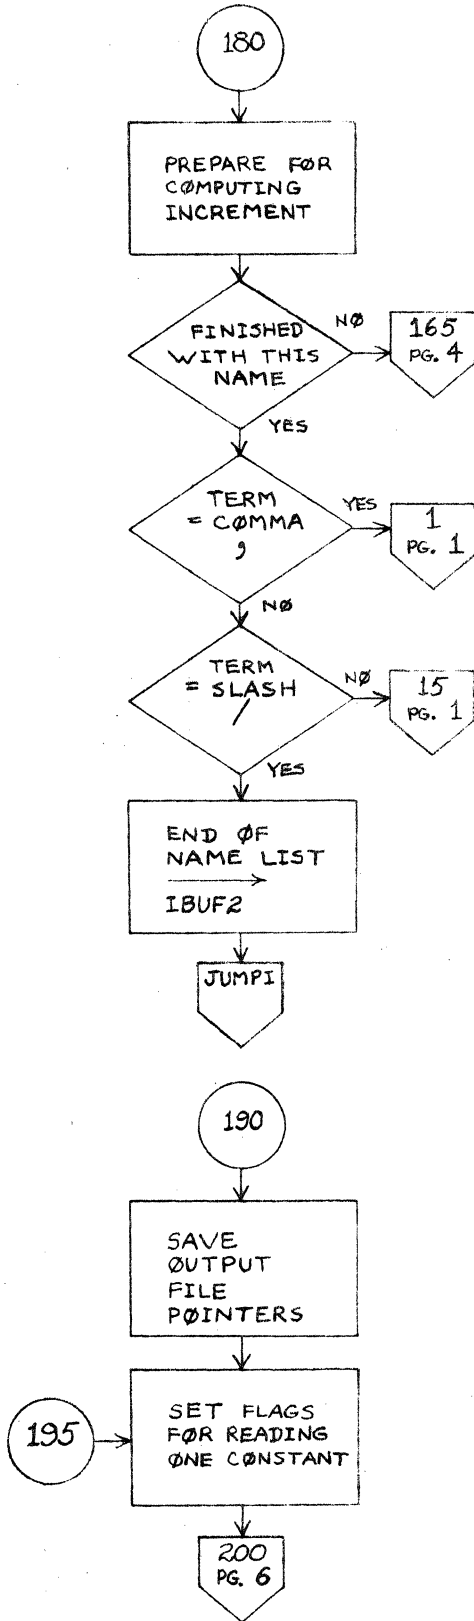 180
PREPARE FØR
CØMPUTING
INCREMENT
FINISHED
WITH THIS
NAME
NØ
165
PG. 4
YES
TERM
= CØMMA
,
YES
1
PG. 1
NØ
TERM
= SLASH
/
NØ
15
PG. 1
YES
END ØF
NAME LIST
IBUF2
JUMPI
190
SAVE
ØUTPUT
FILE
PØINTERS
195
SET FLAGS
FØR READING
ØNE CØNSTANT
200
PG. 6